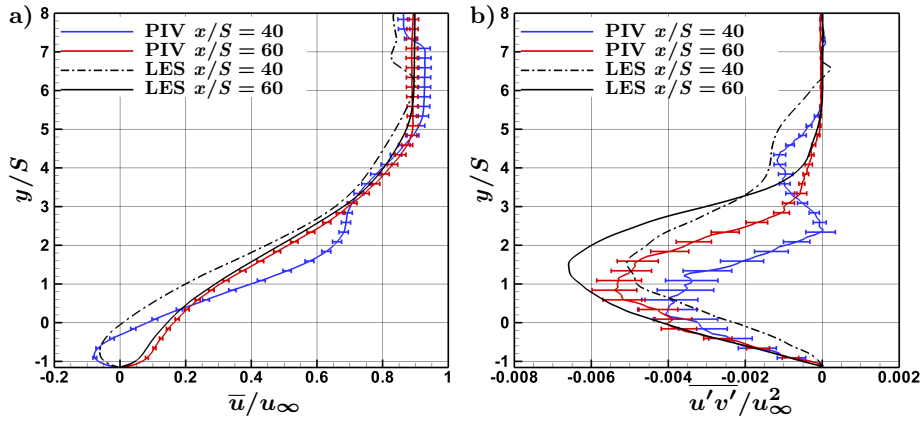 a)
PIV x/S = 40
PIV x/S = 60
LES x/S = 40
LES x/S = 60
y/S
8
7
6
5
4
3
2
1
0
-1
-0.2 0 0.2 0.4 0.6 0.8 1
u̅/u∞
b)
PIV x/S = 40
PIV x/S = 60
LES x/S = 40
LES x/S = 60
y/S
8
7
6
5
4
3
2
1
0
-1
-0.008 -0.006 -0.004 -0.002 0 0.002
u̅'̅v̅'̅/u²∞